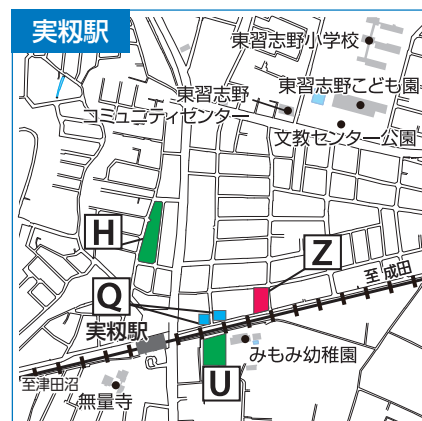 実籾駅
東習志野小学校
東習志野こども園
東習志野
コミュニティセンター
文教センター公園
H
Z
至 成田
Q
実籾駅
みもみ幼稚園
至津田沼
U
無量寺